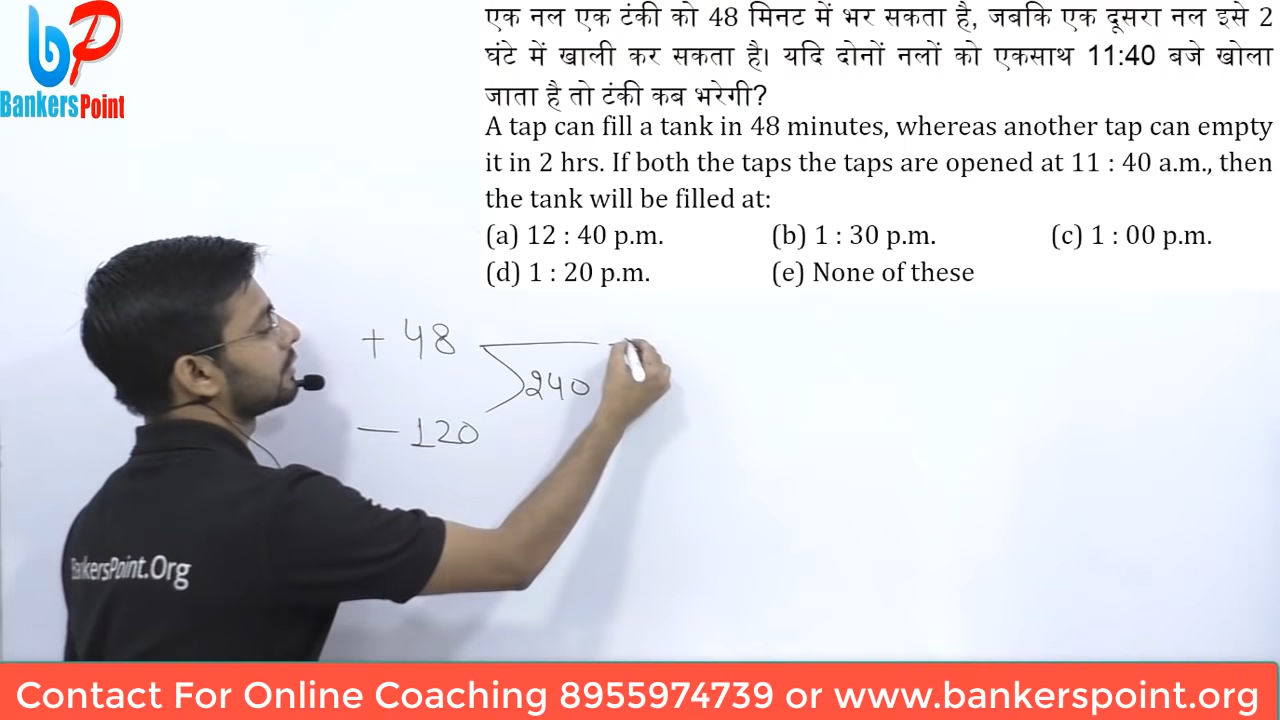 एक नल एक टंकी को 48 मिनट में भर सकता है, जबकि एक दूसरा नल इसे 2
घंटे में खाली कर सकता है। यदि दोनों नलों को एकसाथ 11:40 बजे खोला
जाता है तो टंकी कब भरेगी?
BankersPoint
A tap can fill a tank in 48 minutes, whereas another tap can empty
it in 2 hrs. If both the taps the taps are opened at 11 : 40 a.m., then
the tank will be filled at:
(a) 12 : 40 p.m. (b) 1 : 30 p.m. (c) 1 : 00 p.m.
(d) 1 : 20 p.m. (e) None of these
+ 48
240
- 120
BankersPoint.Org
Contact For Online Coaching 8955974739 or www.bankerspoint.org